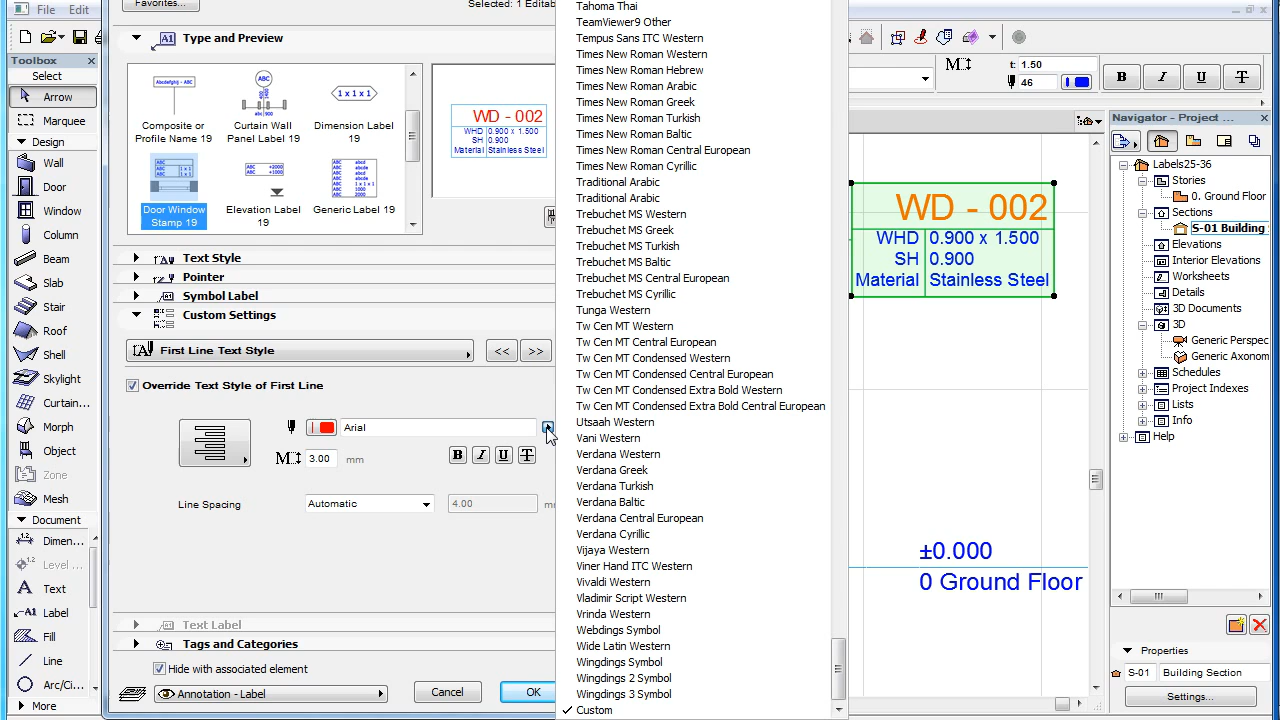 File Edit
Toolbox
Select
Arrow
Marquee
Design
Wall
Door
Window
Column
Beam
Slab
Stair
Roof
Shell
Skylight
Curtain...
Morph
Object
Zone
Mesh
Document
Dimen...
Level ...
Text
Label
Fill
Line
Arc/Ci...
More
Favorites...
Selected: 1 Editab
Type and Preview
Composite or
Profile Name 19
Curtain Wall
Panel Label 19
Dimension Label
19
Door Window
Stamp 19
Elevation Label
19
Generic Label 19
WD - 002
WHD 0.900 x 1.500
SH 0.900
Material Stainless Steel
Text Style
Pointer
Symbol Label
Custom Settings
First Line Text Style
<< >>
Override Text Style of First Line
Arial
3.00 mm
B I U T
Line Spacing Automatic 4.00
Text Label
Tags and Categories
Hide with associated element
Annotation - Label
Cancel
OK
Tahoma Thai
TeamViewer9 Other
Tempus Sans ITC Western
Times New Roman Western
Times New Roman Hebrew
Times New Roman Arabic
Times New Roman Greek
Times New Roman Turkish
Times New Roman Baltic
Times New Roman Central European
Times New Roman Cyrillic
Traditional Arabic
Traditional Arabic
Trebuchet MS Western
Trebuchet MS Greek
Trebuchet MS Turkish
Trebuchet MS Baltic
Trebuchet MS Central European
Trebuchet MS Cyrillic
Tunga Western
Tw Cen MT Western
Tw Cen MT Central European
Tw Cen MT Condensed Western
Tw Cen MT Condensed Central European
Tw Cen MT Condensed Extra Bold Western
Tw Cen MT Condensed Extra Bold Central European
Utsaah Western
Vani Western
Verdana Western
Verdana Greek
Verdana Turkish
Verdana Baltic
Verdana Central European
Verdana Cyrillic
Vijaya Western
Viner Hand ITC Western
Vivaldi Western
Vladimir Script Western
Vrinda Western
Webdings Symbol
Wide Latin Western
Wingdings Symbol
Wingdings 2 Symbol
Wingdings 3 Symbol
Custom
t: 1.50
46
B I U T
WD - 002
WHD 0.900 x 1.500
SH 0.900
Material Stainless Steel
±0.000
0 Ground Floor
Navigator - Project ...
Labels25-36
Stories
0. Ground Floor
Sections
S-01 Building
Elevations
Interior Elevations
Worksheets
Details
3D Documents
3D
Generic Perspec
Generic Axonom
Schedules
Project Indexes
Lists
Info
Help
Properties
S-01 Building Section
Settings...